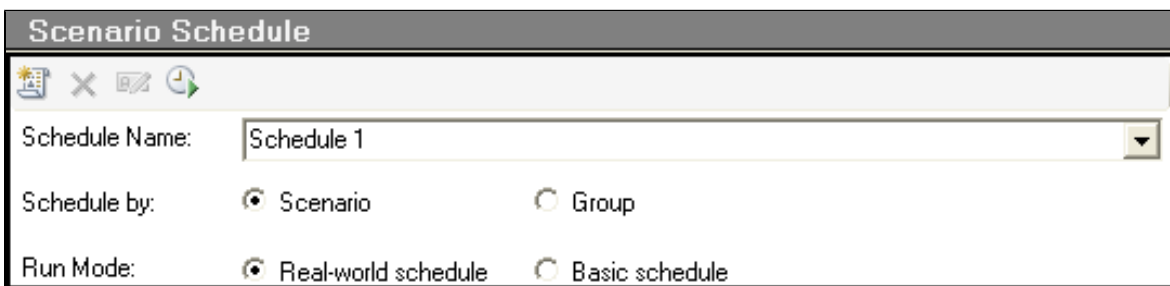 Scenario Schedule
Schedule Name: Schedule 1
Schedule by: Scenario Group
Run Mode: Real-world schedule Basic schedule